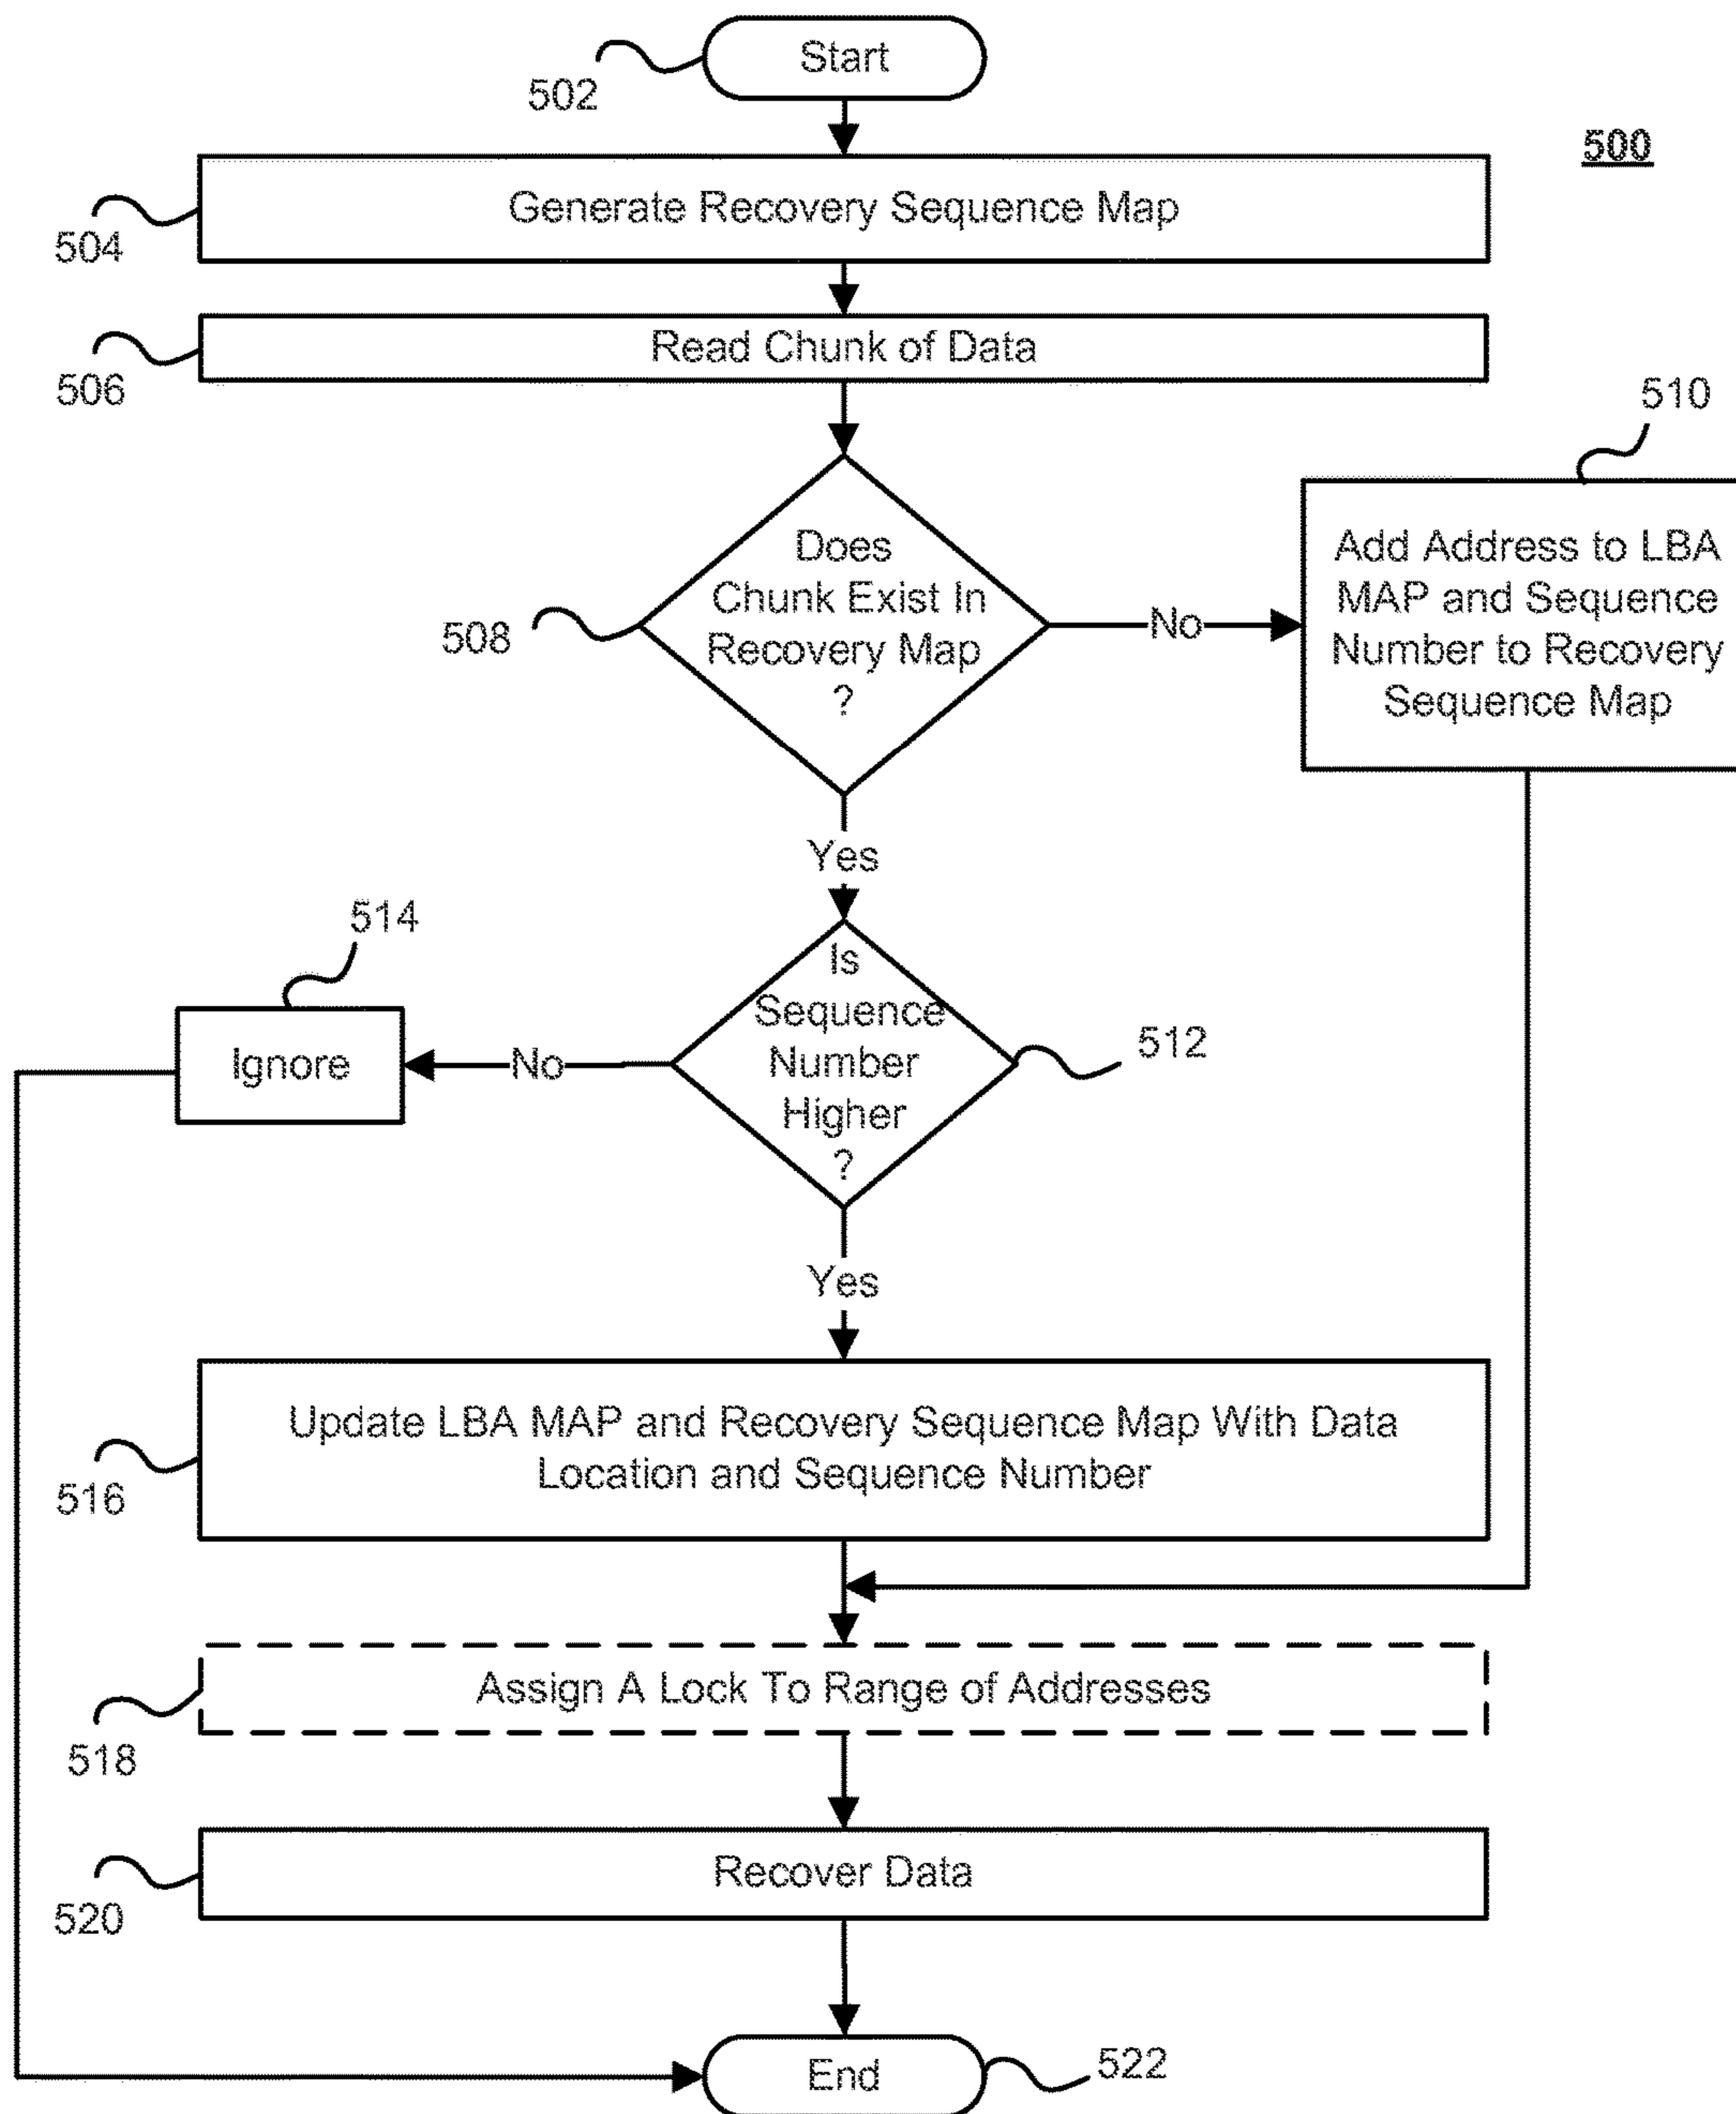 Start
502
500
Generate Recovery Sequence Map
504
Read Chunk of Data
506
510
Does
Chunk Exist In
Recovery Map
?
508
No
Add Address to LBA
MAP and Sequence
Number to Recovery
Sequence Map
Yes
514
Is
Sequence
Number
Higher
?
512
No
Ignore
Yes
Update LBA MAP and Recovery Sequence Map With Data
Location and Sequence Number
516
Assign A Lock To Range of Addresses
518
Recover Data
520
End
522